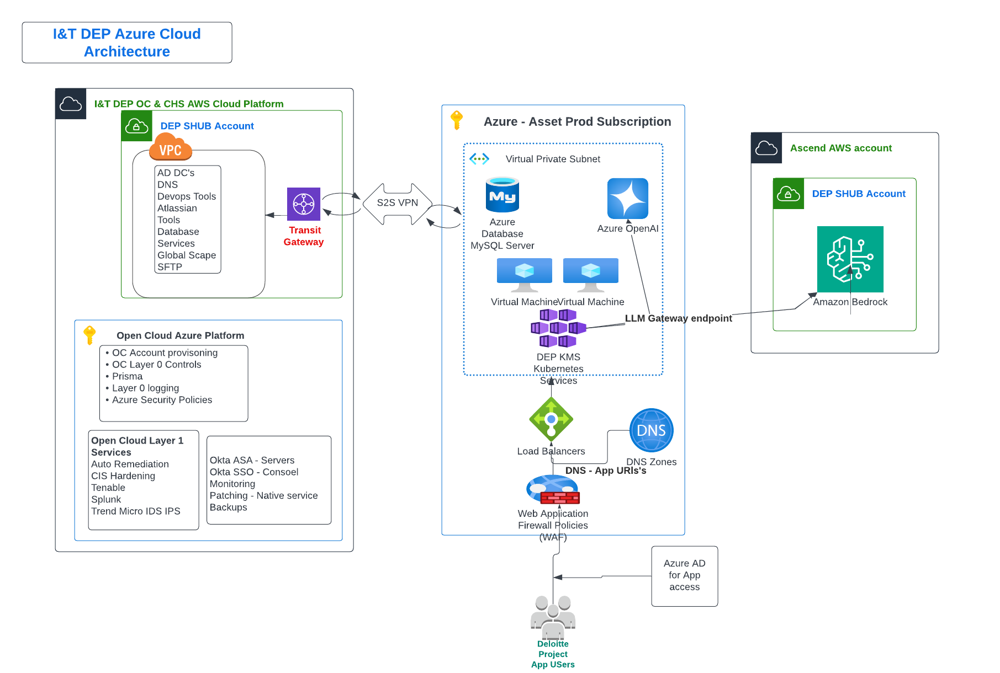 I&T DEP Azure Cloud
Architecture
I&T DEP OC & CHS AWS Cloud Platform
DEP SHUB Account
VPC
AD DC's
DNS
Devops Tools
Atlassian
Tools
Database
Services
Global Scape
SFTP
Transit
Gateway
S2S VPN
Open Cloud Azure Platform
• OC Account provisoning
• OC Layer 0 Controls
• Prisma
• Layer 0 logging
• Azure Security Policies
Open Cloud Layer 1
Services
Auto Remediation
CIS Hardening
Tenable
Splunk
Trend Micro IDS IPS
Okta ASA - Servers
Okta SSO - Consoel
Monitoring
Patching - Native service
Backups
Azure - Asset Prod Subscription
Virtual Private Subnet
My
Azure
Database
MySQL Server
Azure OpenAI
Virtual Machine
Virtual Machine
LLM Gateway endpoint
DEP KMS
Kubernetes
Services
Load Balancers
DNS
DNS Zones
DNS - App URIs's
Web Application
Firewall Policies
(WAF)
Azure AD
for App
access
Deloitte
Project
App USers
Ascend AWS account
DEP SHUB Account
Amazon Bedrock